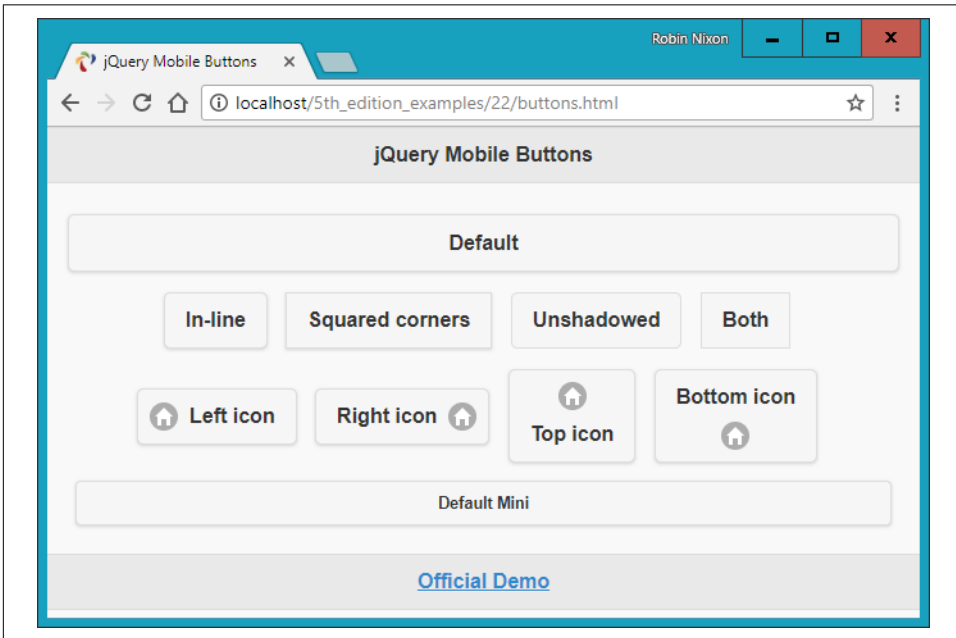 Robin Nixon
jQuery Mobile Buttons
localhost/5th_edition_examples/22/buttons.html
jQuery Mobile Buttons
Default
In-line Squared corners Unshadowed Both
Left icon Right icon Top icon Bottom icon
Default Mini
Official Demo